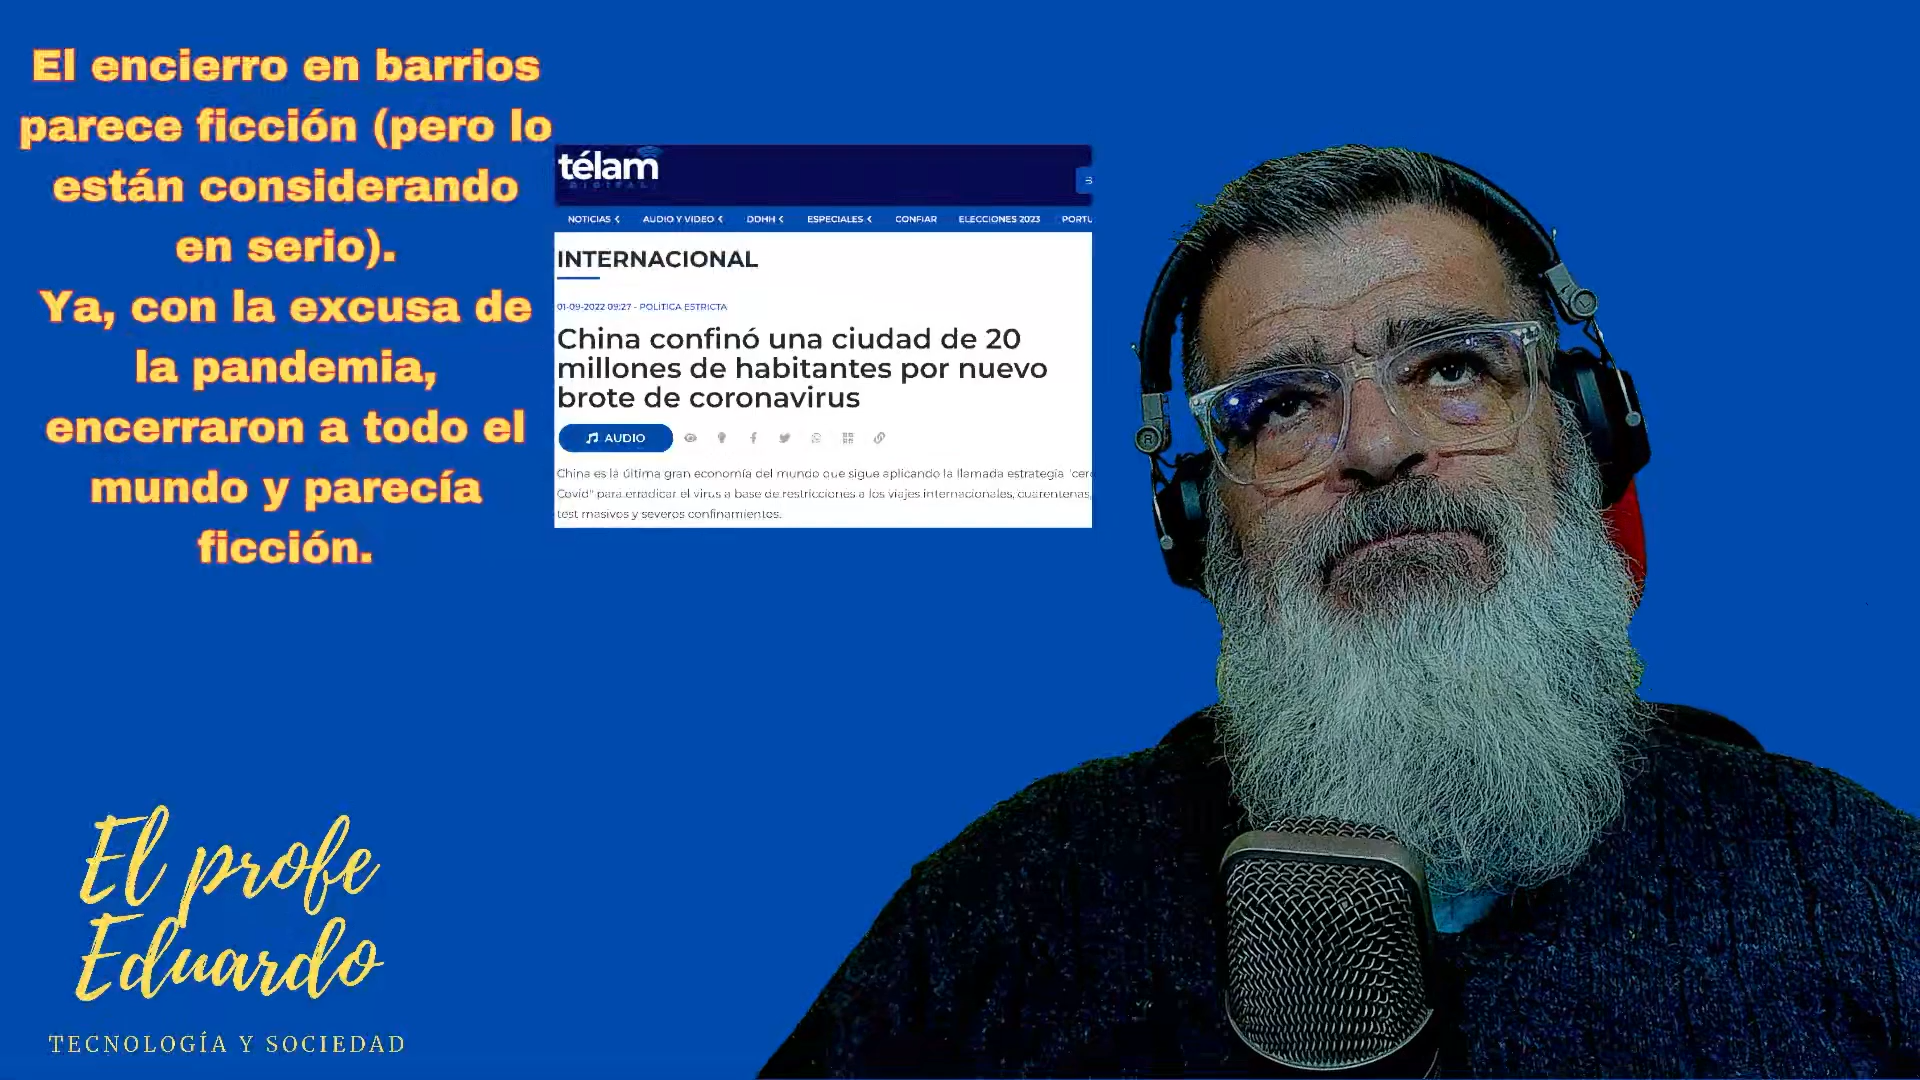 El encierro en barrios
parece ficción (pero lo
están considerando
en serio).
Ya, con la excusa de
la pandemia,
encerraron a todo el
mundo y parecía
ficción.
télam
DIGITAL
NOTICIAS
AUDIO Y VIDEO
DDHH
ESPECIALES
CONFIAR
ELECCIONES 2023
PORTU
INTERNACIONAL
01-09-2022 09:27 - POLÍTICA ESTRICTA
China confinó una ciudad de 20
millones de habitantes por nuevo
brote de coronavirus
AUDIO
China es la última gran economía del mundo que sigue aplicando la llamada estrategia "cero
Covid" para erradicar el virus a base de restricciones a los viajes internacionales, cuarentenas,
test masivos y severos confinamientos.
R
L
El profe
Eduardo
TECNOLOGÍA Y SOCIEDAD